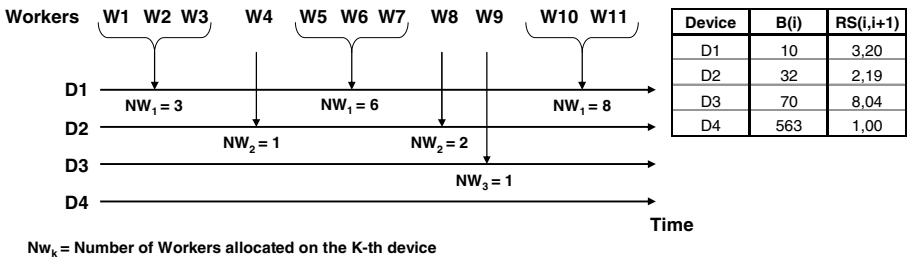 Workers W1 W2 W3 W4 W5 W6 W7 W8 W9 W10 W11
D1
NW1 = 3 NW1 = 6 NW1 = 8
D2
NW2 = 1 NW2 = 2
D3
NW3 = 1
D4
Time
Nwk = Number of Workers allocated on the K-th device
Device B(i) RS(i,i+1)
D1 10 3,20
D2 32 2,19
D3 70 8,04
D4 563 1,00